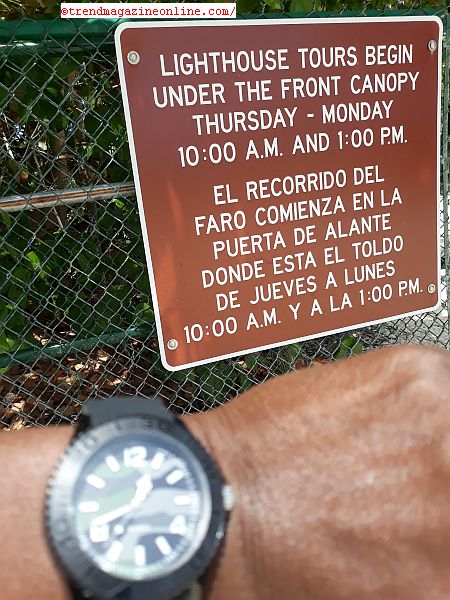 ©trendmagazineonline.com/
LIGHTHOUSE TOURS BEGIN
UNDER THE FRONT CANOPY
THURSDAY - MONDAY
10:00 A.M. AND 1:00 P.M.
EL RECORRIDO DEL
FARO COMIENZA EN LA
PUERTA DE ALANTE
DONDE ESTA EL TOLDO
DE JUEVES A LUNES
10:00 A.M. Y A LA 1:00 P.M.
12